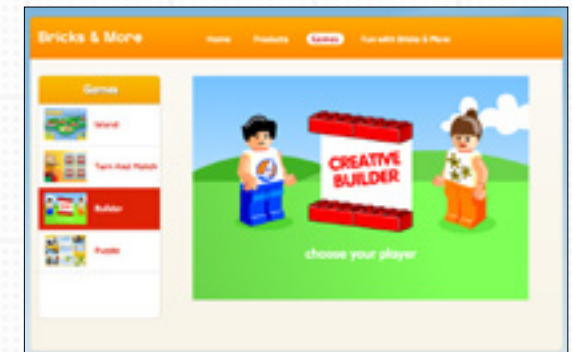 Bricks & More
Home Products Games Fun with Bricks & More
Games
World
Turn And Match
Builder
Puzzle
CREATIVE
BUILDER
choose your player